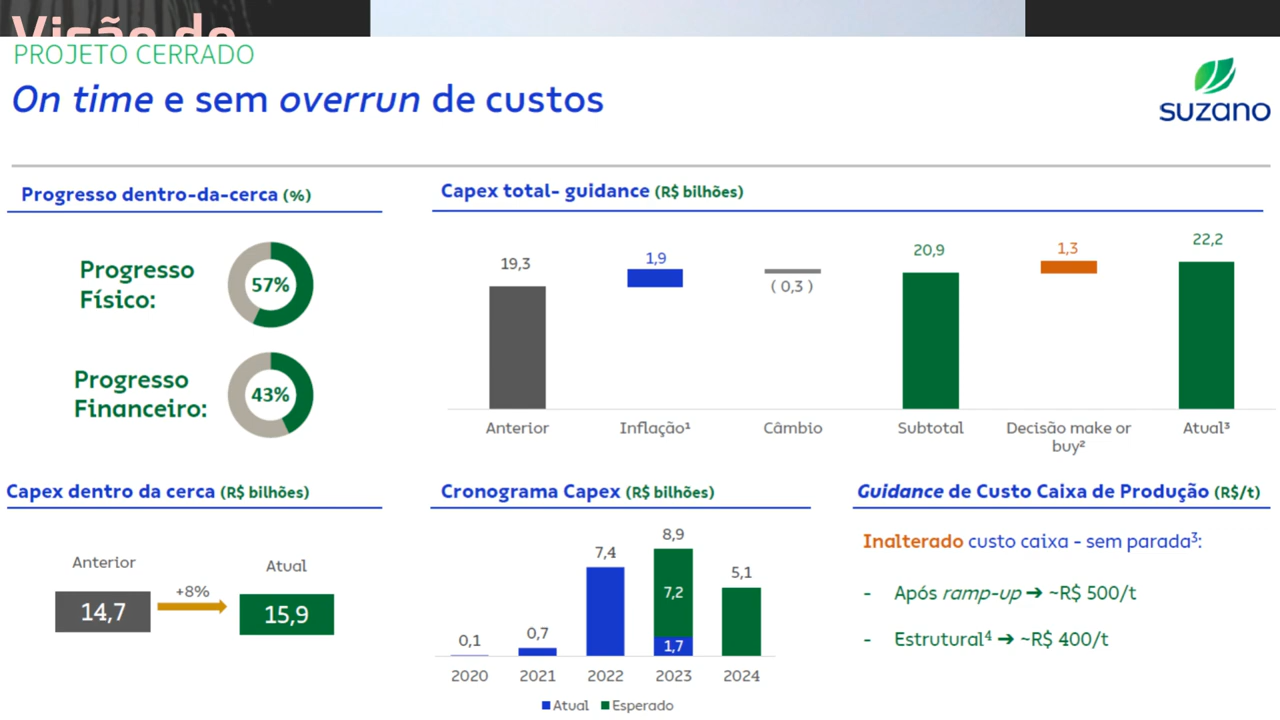 Visão de
PROJETO CERRADO
On time e sem overrun de custos
suzano
Progresso dentro-da-cerca (%)
Progresso
Físico:
57%
Progresso
Financeiro:
43%
Capex total- guidance (R$ bilhões)
19,3
1,9
( 0,3 )
20,9
1,3
22,2
Anterior
Inflação¹
Câmbio
Subtotal
Decisão make or
buy²
Atual³
Capex dentro da cerca (R$ bilhões)
Anterior
Atual
14,7
+8%
15,9
Cronograma Capex (R$ bilhões)
0,1
0,7
7,4
8,9
7,2
1,7
5,1
2020
2021
2022
2023
2024
Atual
Esperado
Guidance de Custo Caixa de Produção (R$/t)
Inalterado custo caixa - sem parada³:
- Após ramp-up ➔ ~R$ 500/t
- Estrutural⁴ ➔ ~R$ 400/t